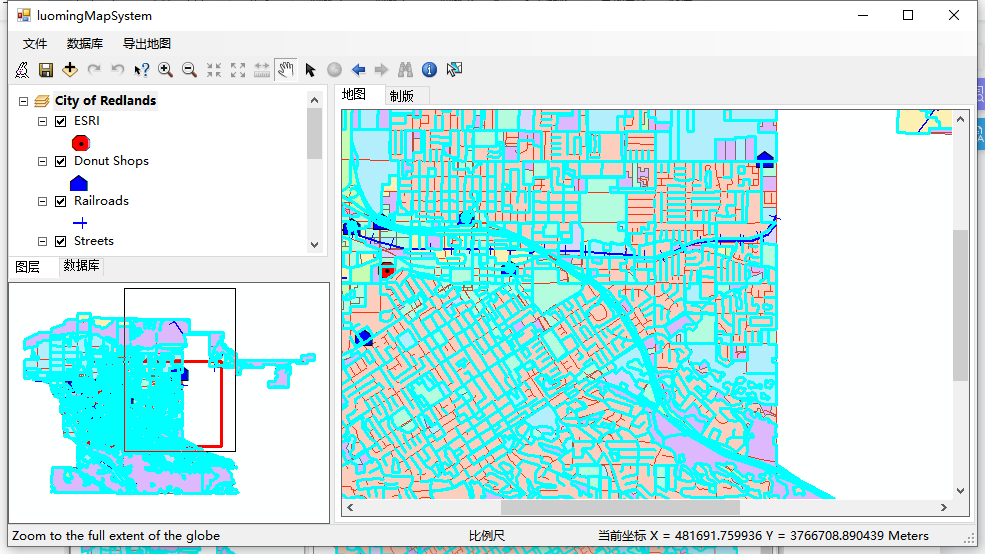 luomingMapSystem
文件 数据库 导出地图
City of Redlands
ESRI
Donut Shops
Railroads
Streets
图层 数据库
地图 制版
Zoom to the full extent of the globe 比例尺 当前坐标 X = 481691.759936 Y = 3766708.890439 Meters